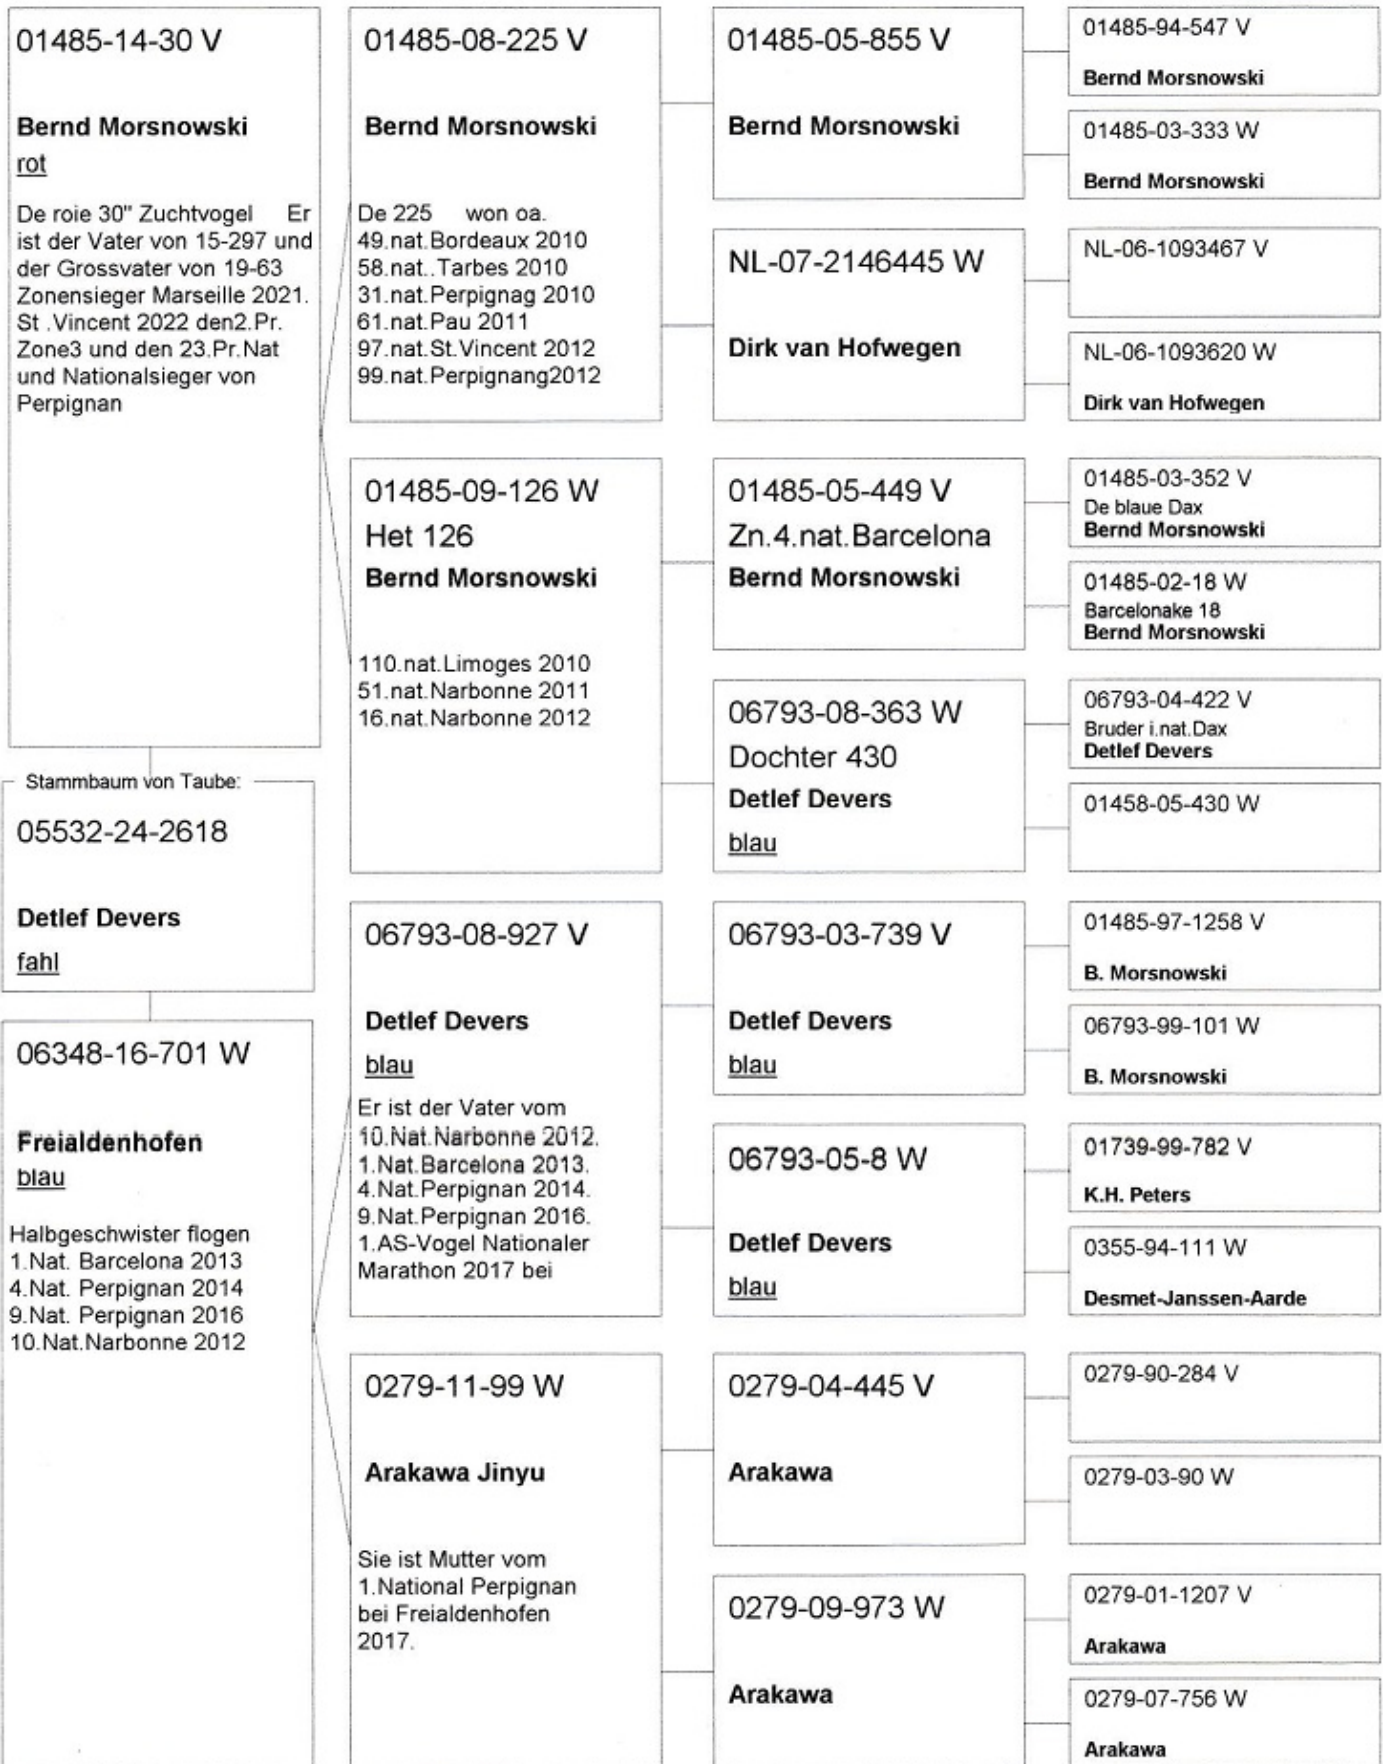 01485-14-30 V
Bernd Morsnowski
rot
De roie 30" Zuchtvogel Er
ist der Vater von 15-297 und
der Grossvater von 19-63
Zonensieger Marseille 2021.
St .Vincent 2022 den2.Pr.
Zone3 und den 23.Pr.Nat
und Nationalsieger von
Perpignan
Stammbaum von Taube:
05532-24-2618
Detlef Devers
fahl
06348-16-701 W
Freialdenhofen
blau
Halbgeschwister flogen
1.Nat. Barcelona 2013
4.Nat. Perpignan 2014
9.Nat. Perpignan 2016
10.Nat.Narbonne 2012
01485-08-225 V
Bernd Morsnowski
De 225 won oa.
49.nat.Bordeaux 2010
58.nat..Tarbes 2010
31.nat.Perpignag 2010
61.nat.Pau 2011
97.nat.St.Vincent 2012
99.nat.Perpignang2012
01485-09-126 W
Het 126
Bernd Morsnowski
110.nat.Limoges 2010
51.nat.Narbonne 2011
16.nat.Narbonne 2012
06793-08-927 V
Detlef Devers
blau
Er ist der Vater vom
10.Nat.Narbonne 2012.
1.Nat.Barcelona 2013.
4.Nat.Perpignan 2014.
9.Nat.Perpignan 2016.
1.AS-Vogel Nationaler
Marathon 2017 bei
0279-11-99 W
Arakawa Jinyu
Sie ist Mutter vom
1.National Perpignan
bei Freialdenhofen
2017.
01485-05-855 V
Bernd Morsnowski
NL-07-2146445 W
Dirk van Hofwegen
01485-05-449 V
Zn.4.nat.Barcelona
Bernd Morsnowski
06793-08-363 W
Dochter 430
Detlef Devers
blau
06793-03-739 V
Detlef Devers
blau
06793-05-8 W
Detlef Devers
blau
0279-04-445 V
Arakawa
0279-09-973 W
Arakawa
01485-94-547 V
Bernd Morsnowski
01485-03-333 W
Bernd Morsnowski
NL-06-1093467 V
NL-06-1093620 W
Dirk van Hofwegen
01485-03-352 V
De blaue Dax
Bernd Morsnowski
01485-02-18 W
Barcelonake 18
Bernd Morsnowski
06793-04-422 V
Bruder i.nat.Dax
Detlef Devers
01458-05-430 W
01485-97-1258 V
B. Morsnowski
06793-99-101 W
B. Morsnowski
01739-99-782 V
K.H. Peters
0355-94-111 W
Desmet-Janssen-Aarde
0279-90-284 V
0279-03-90 W
0279-01-1207 V
Arakawa
0279-07-756 W
Arakawa